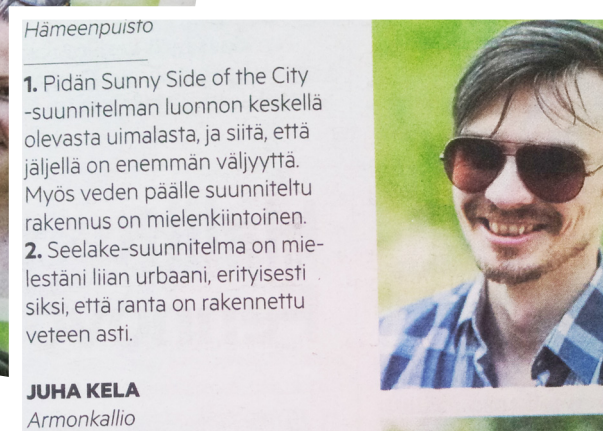 Hämeenpuisto
1. Pidän Sunny Side of the City
-suunnitelman luonnon keskellä
olevasta uimalasta, ja siitä, että
jäljellä on enemmän väljyyttä.
Myös veden päälle suunniteltu
rakennus on mielenkiintoinen.
2. Seelake-suunnitelma on mie-
lestäni liian urbaani, erityisesti
siksi, että ranta on rakennettu
veteen asti.
JUHA KELA
Armonkallio